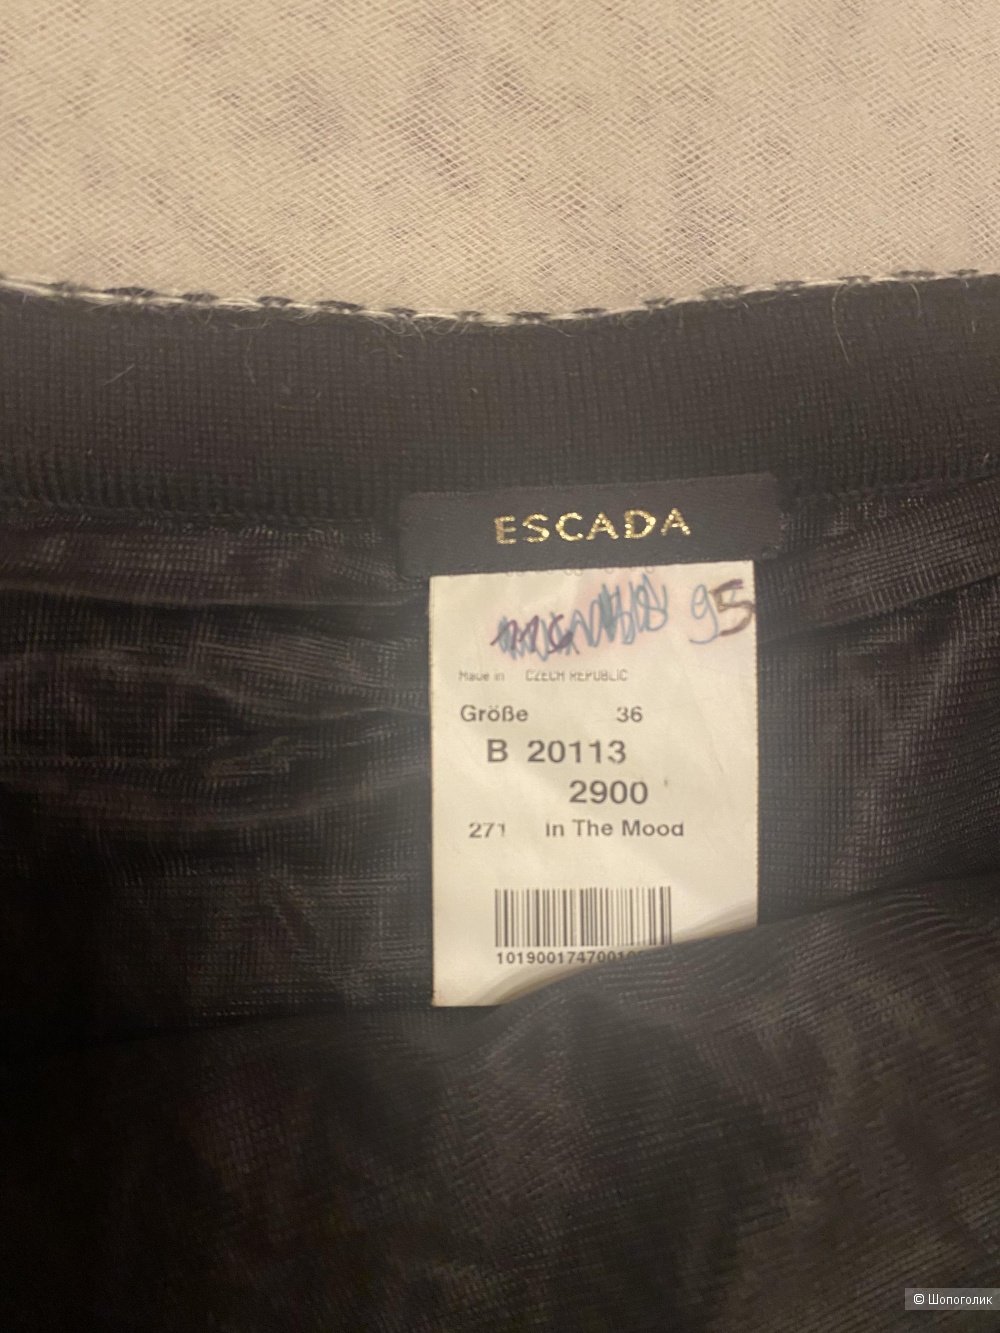 ESCADA
95
Made in CZECH REPUBLIC
Größe 36
B 20113
2900
271 In The Mood
© Шопоголик